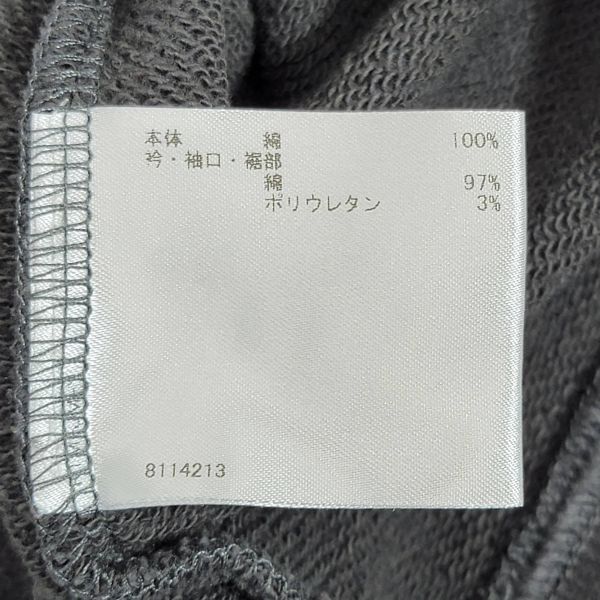 本体 綿 100%
衿・袖口・裾部
綿 97%
ポリウレタン 3%
8114213